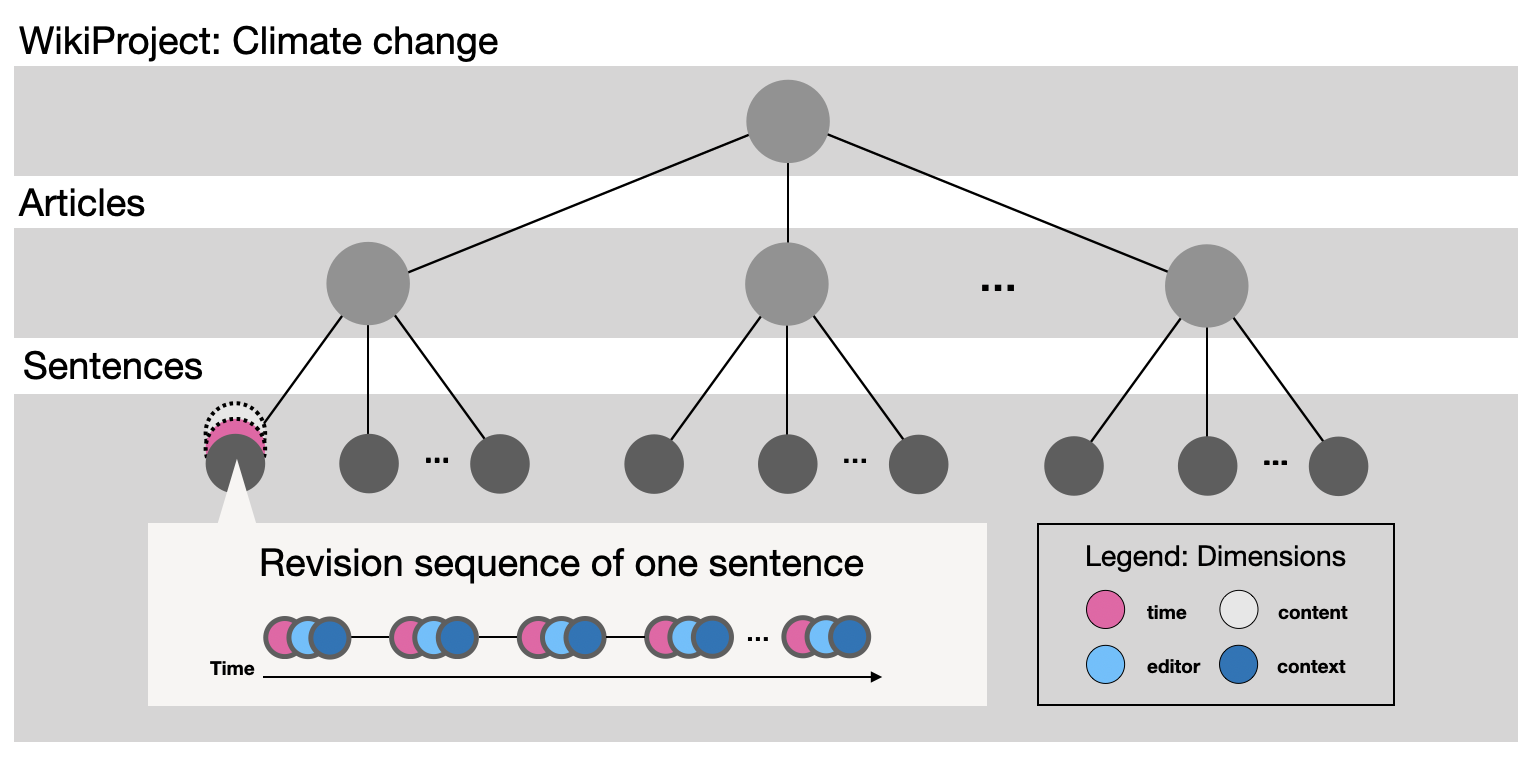 WikiProject: Climate change
Articles
...
Sentences
... ... ...
Revision sequence of one sentence
...
Time
Legend: Dimensions
time content
editor context